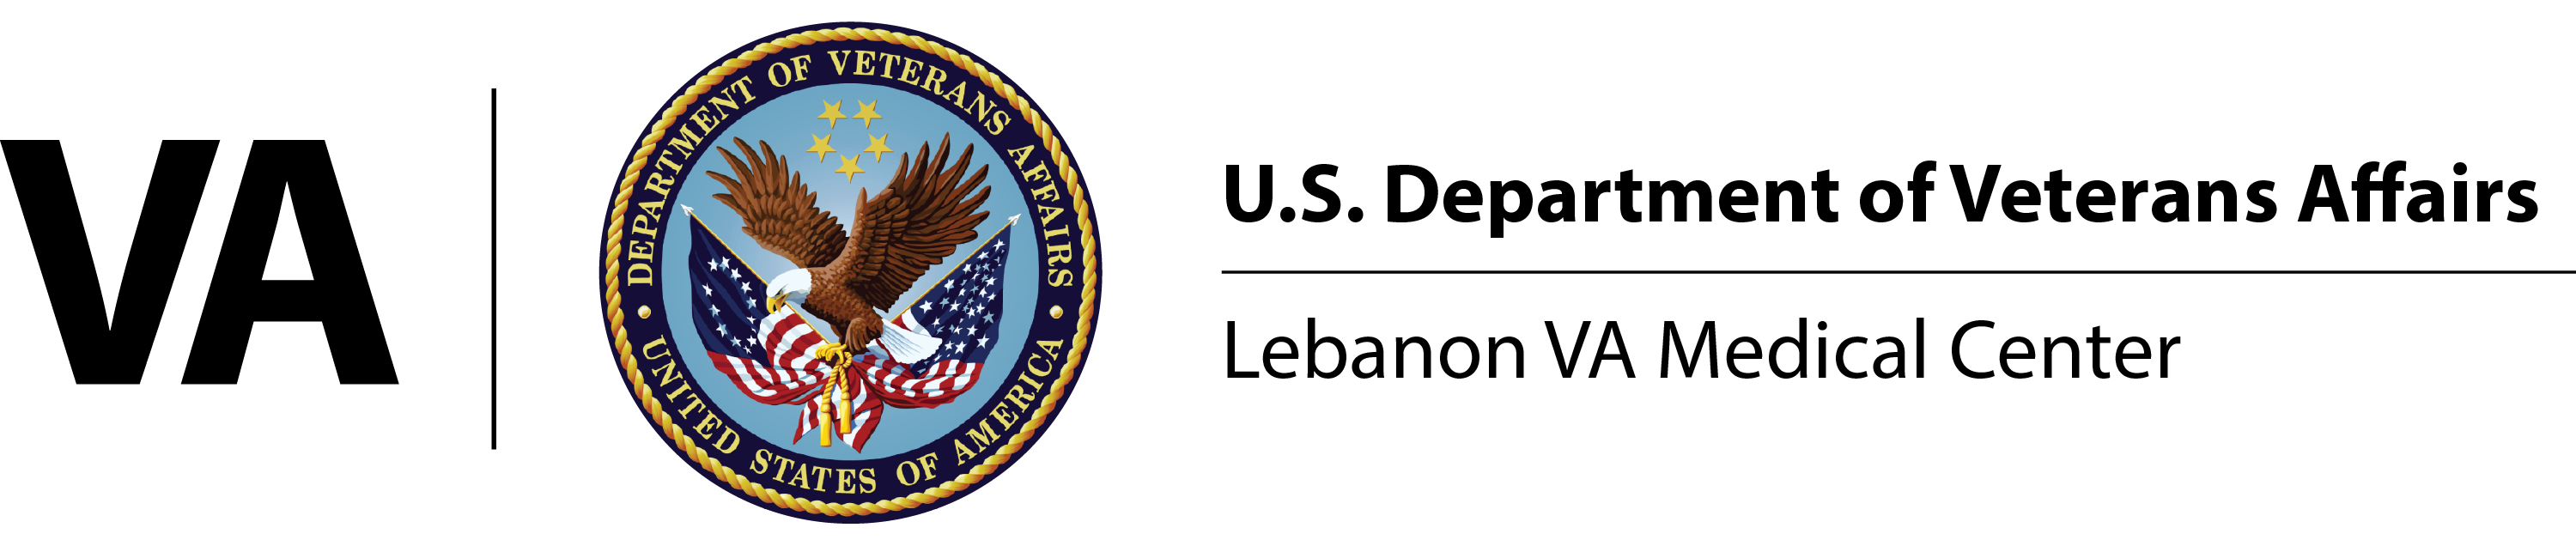 VA
DEPARTMENT OF VETERANS AFFAIRS
UNITED STATES OF AMERICA
U.S. Department of Veterans Affairs
Lebanon VA Medical Center